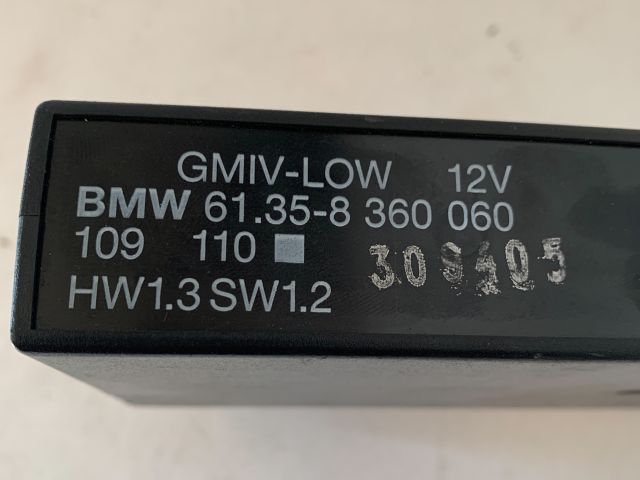 GMIV-LOW 12V
BMW 61.35-8 360 060
109 110
HW1.3 SW1.2